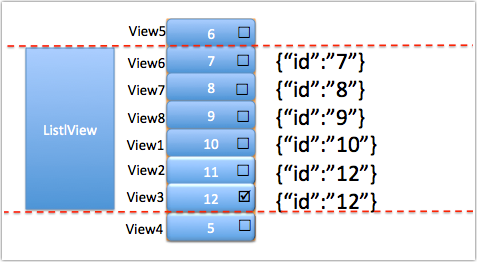 View5 6
View6 7 {“id”:”7”}
View7 8 {“id”:”8”}
View8 9 {“id”:”9”}
ListlView
View1 10 {“id”:”10”}
View2 11 {“id”:”12”}
View3 12 {“id”:”12”}
View4 5